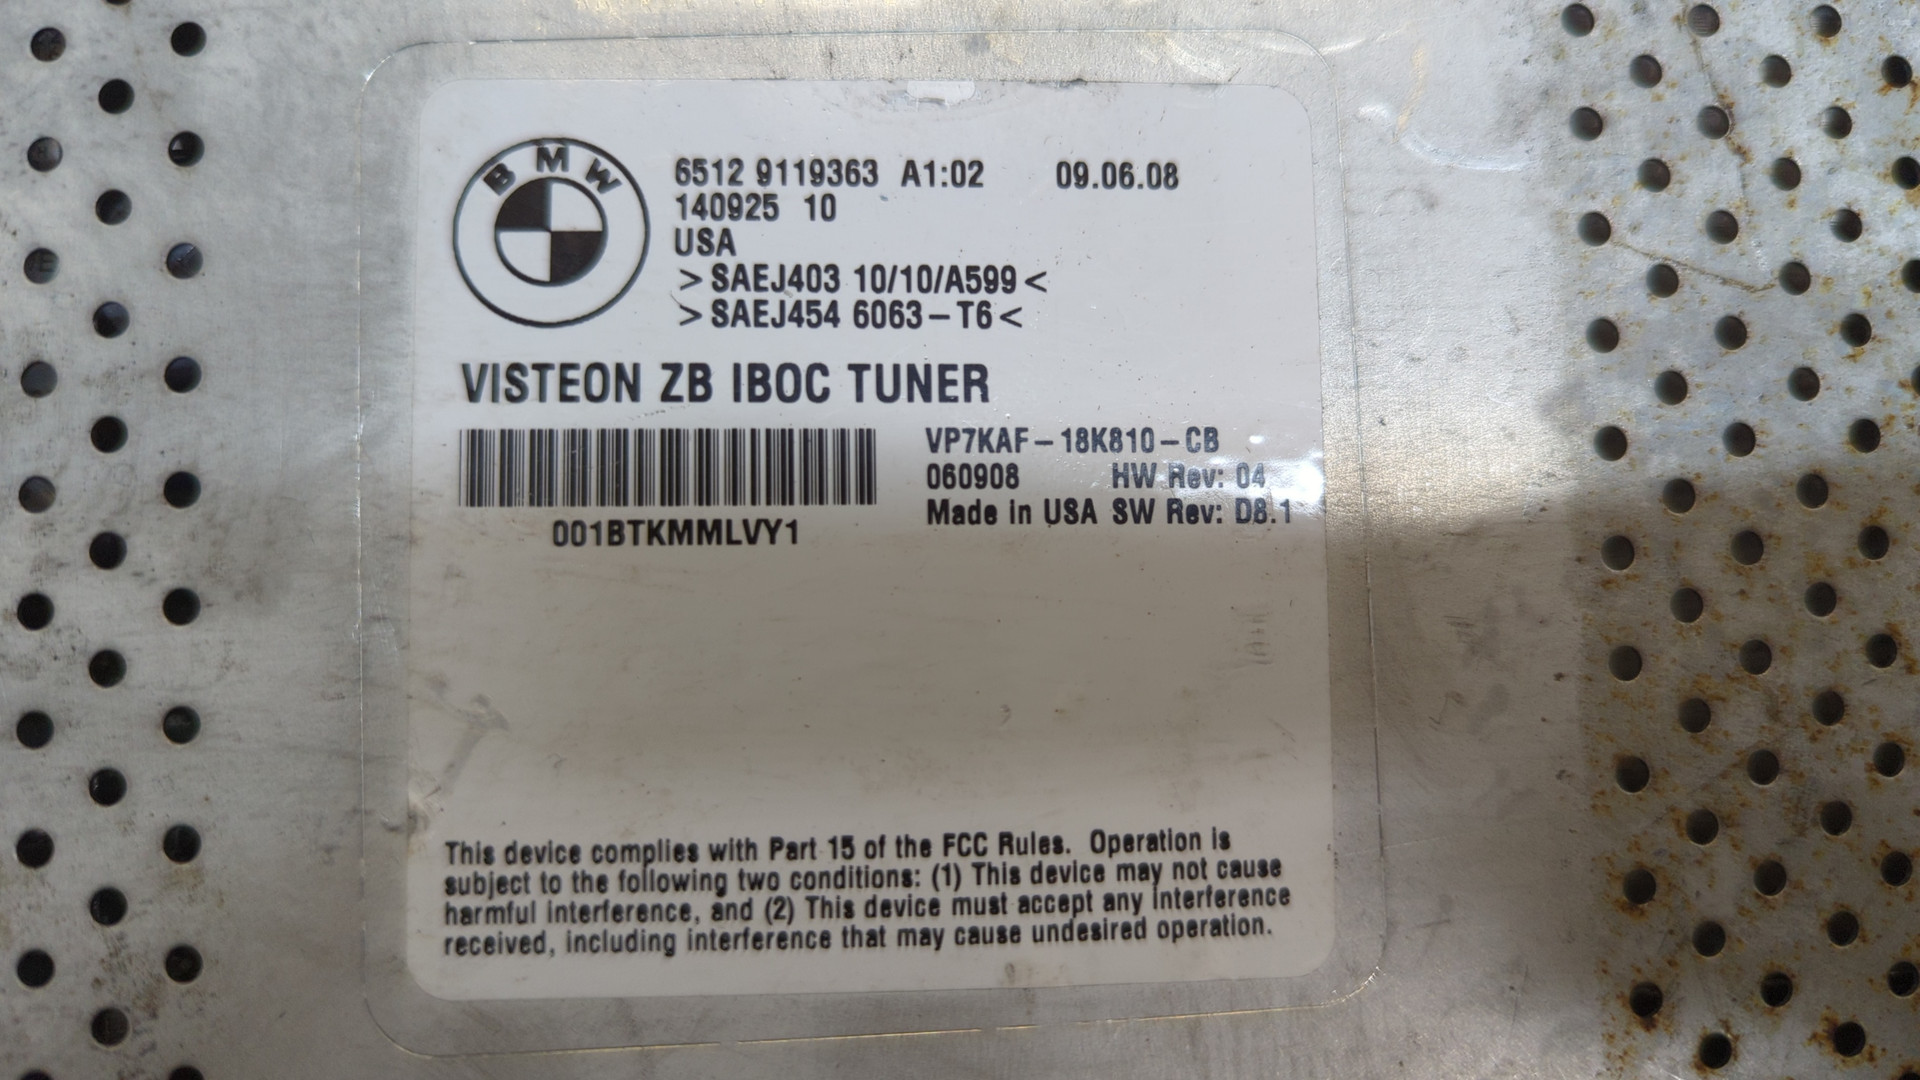 BMW
6512 9119363 A1:02 09.06.08
140925 10
USA
>SAEJ403 10/10/A599<
>SAEJ454 6063-T6<
VISTEON ZB IBOC TUNER
VP7KAF-18K810-CB
060908 HW Rev: 04
Made in USA SW Rev: D8.1
001BTKMMLVY1
This device complies with Part 15 of the FCC Rules. Operation is
subject to the following two conditions: (1) This device may not cause
harmful interference, and (2) This device must accept any interference
received, including interference that may cause undesired operation.